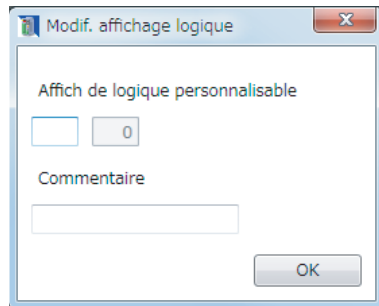 Modif. affichage logique
Affich de logique personnalisable
0
Commentaire
OK